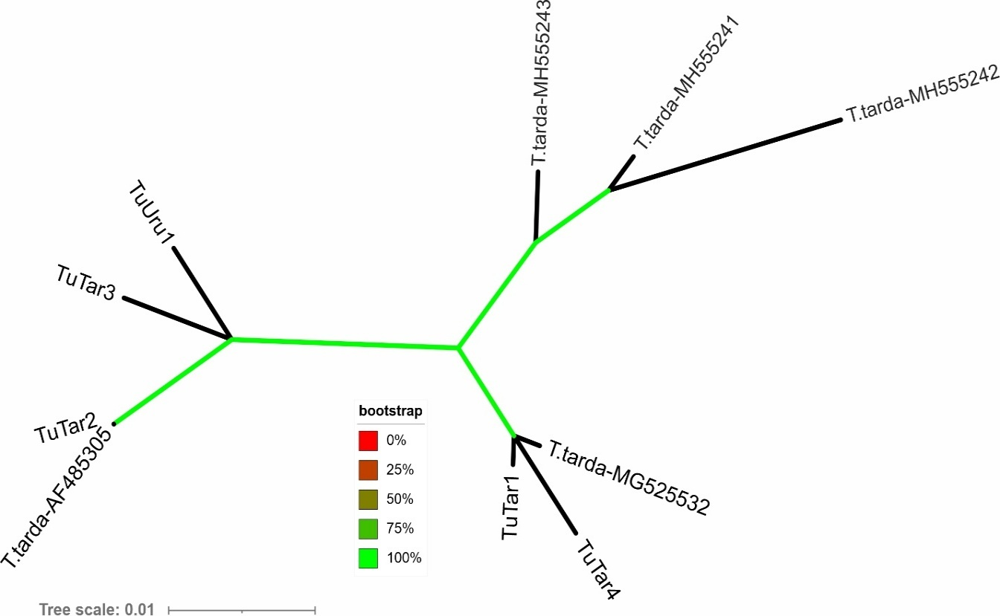 T.tarda-MH555243
T.tarda-MH555241
T.tarda-MH555242
TuUru1
TuTar3
TuTar2
T.tarda-AF485305
T.tarda-MG525532
TuTar1
TuTar4
bootstrap
0%
25%
50%
75%
100%
Tree scale: 0.01